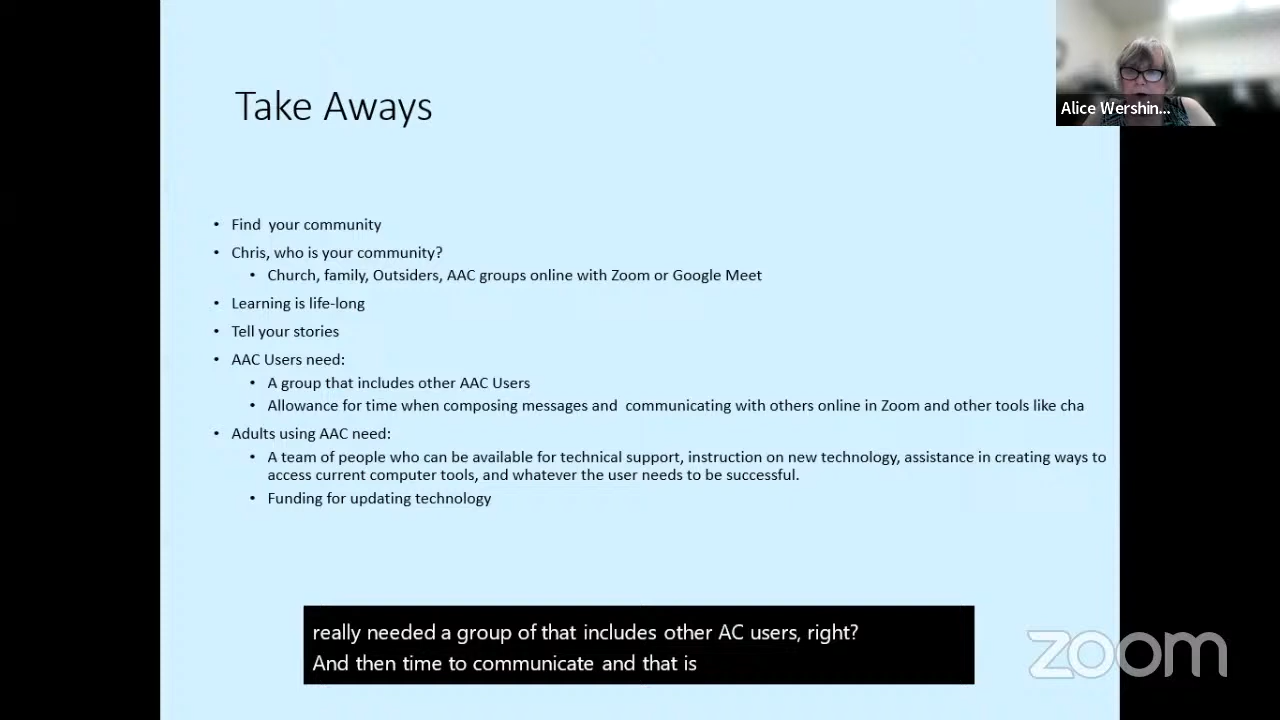 Take Aways
Alice Wershin...
• Find  your community
• Chris, who is your community?
• Church, family, Outsiders, AAC groups online with Zoom or Google Meet
• Learning is life-long
• Tell your stories
• AAC Users need:
• A group that includes other AAC Users
• Allowance for time when composing messages and  communicating with others online in Zoom and other tools like cha
• Adults using AAC need:
• A team of people who can be available for technical support, instruction on new technology, assistance in creating ways to
access current computer tools, and whatever the user needs to be successful.
• Funding for updating technology
really needed a group of that includes other AC users, right?
And then time to communicate and that is
zoom